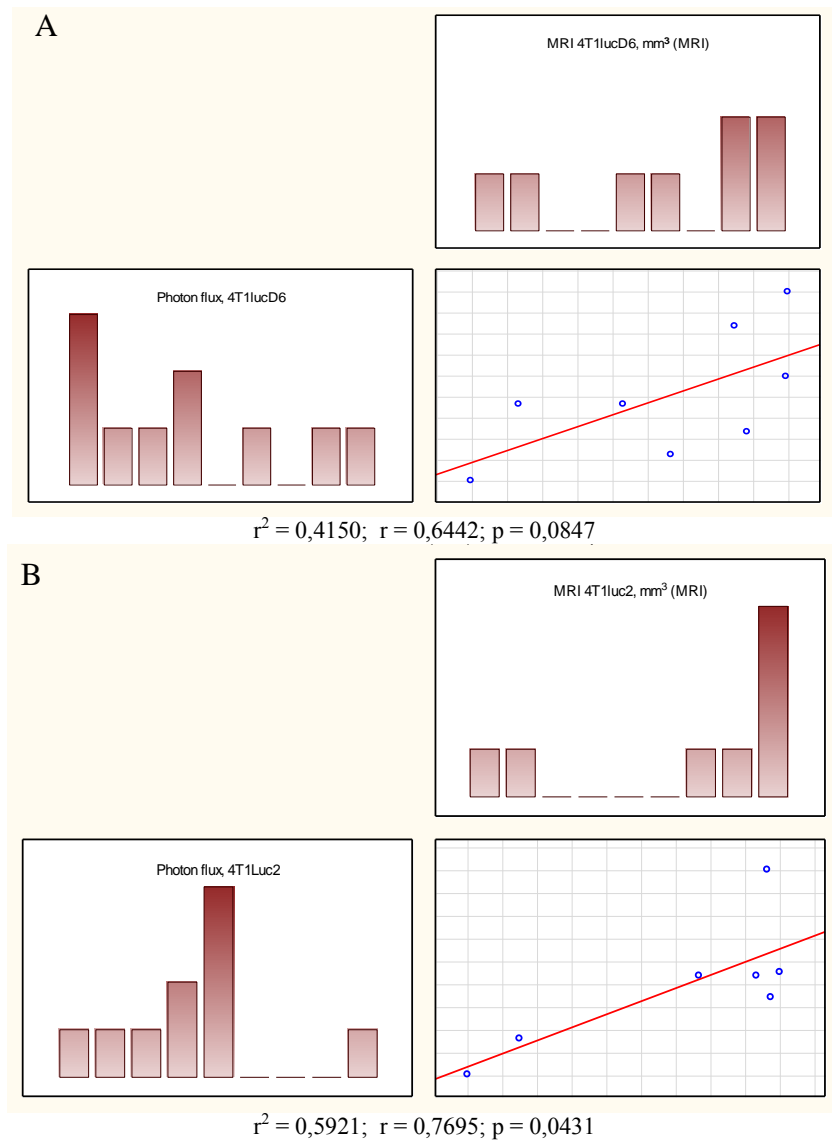 A
MRI 4T1lucD6, mm³ (MRI)
Photon flux, 4T1lucD6
r² = 0,4150; r = 0,6442; p = 0,0847
B
MRI 4T1luc2, mm³ (MRI)
Photon flux, 4T1Luc2
r² = 0,5921; r = 0,7695; p = 0,0431